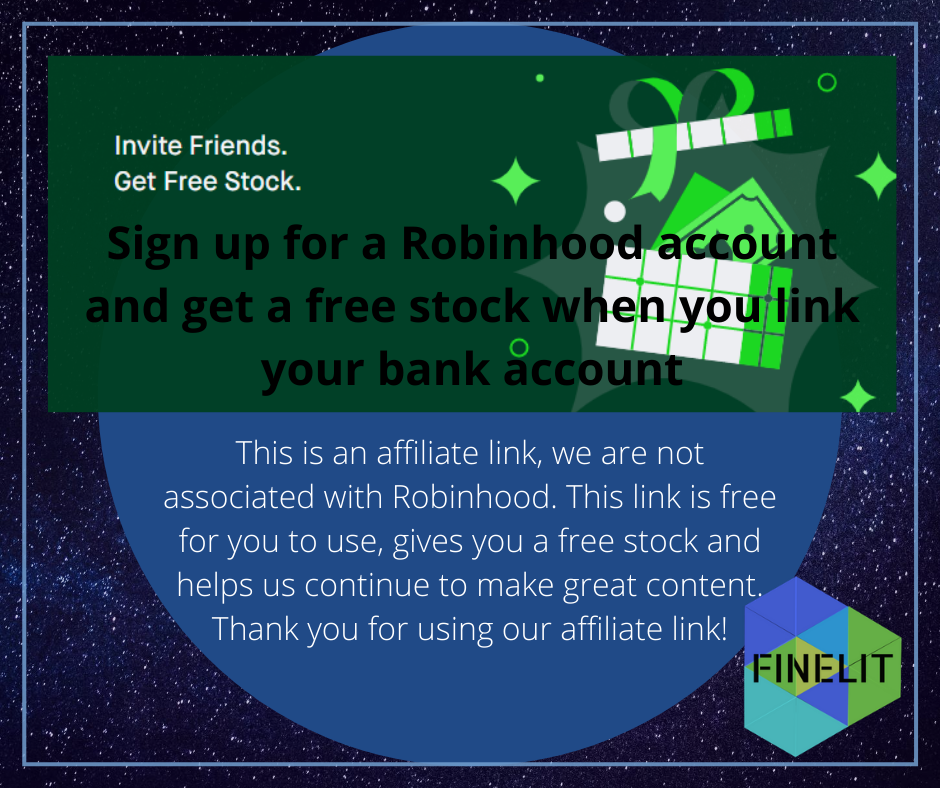 Invite Friends.
Get Free Stock.
Sign up for a Robinhood account
and get a free stock when you link
your bank account
This is an affiliate link, we are not
associated with Robinhood. This link is free
for you to use, gives you a free stock and
helps us continue to make great content.
Thank you for using our affiliate link!
FINELIT